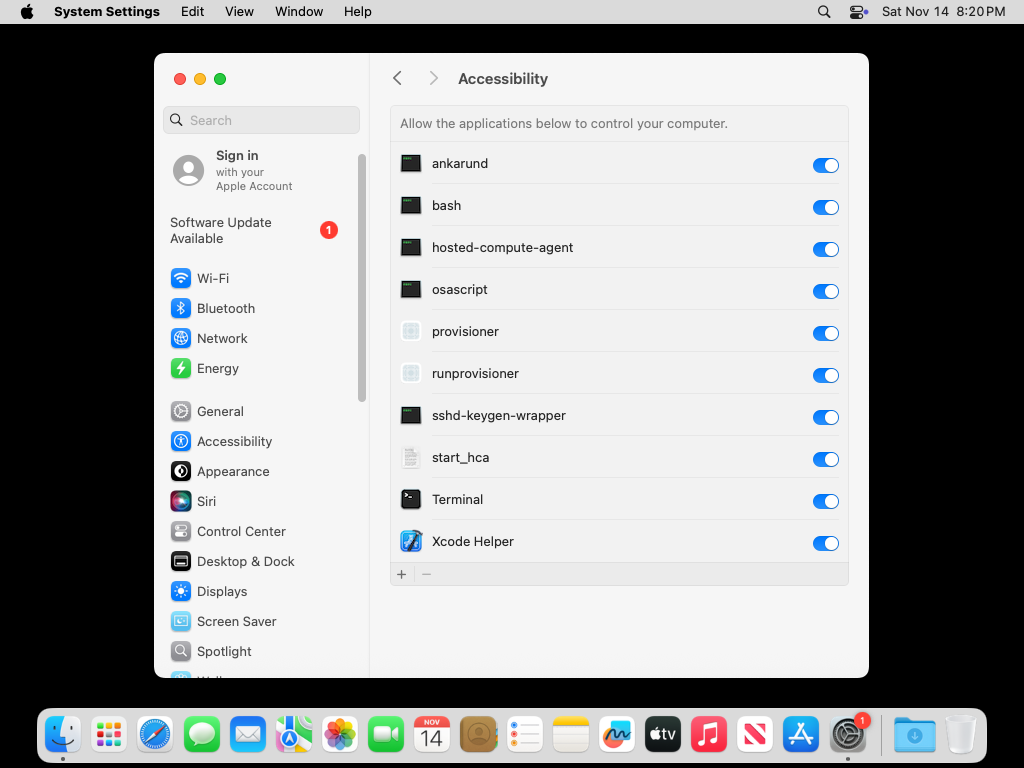 System Settings Edit View Window Help Sat Nov 14 8:20 PM
Accessibility
Search
Sign in
with your
Apple Account
Software Update
Available
1
Wi-Fi
Bluetooth
Network
Energy
General
Accessibility
Appearance
Siri
Control Center
Desktop & Dock
Displays
Screen Saver
Spotlight
Allow the applications below to control your computer.
ankarund
bash
hosted-compute-agent
osascript
provisioner
runprovisioner
sshd-keygen-wrapper
start_hca
Terminal
Xcode Helper
NOV
14
tv
1